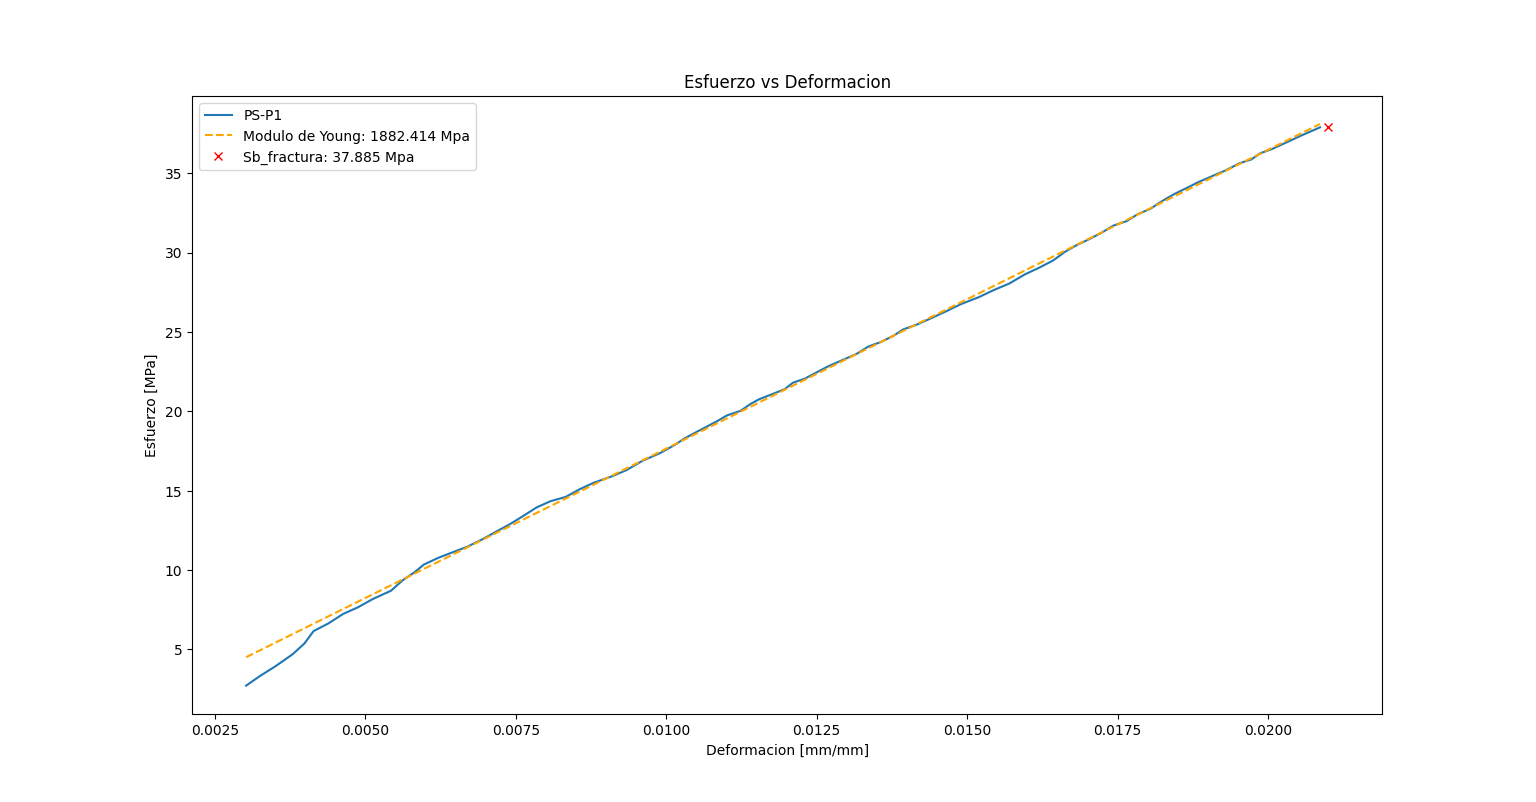 Esfuerzo vs Deformacion
PS-P1
Modulo de Young: 1882.414 Mpa
Sb_fractura: 37.885 Mpa
35
30
25
20
15
10
5
Esfuerzo [MPa]
0.0025 0.0050 0.0075 0.0100 0.0125 0.0150 0.0175 0.0200
Deformacion [mm/mm]